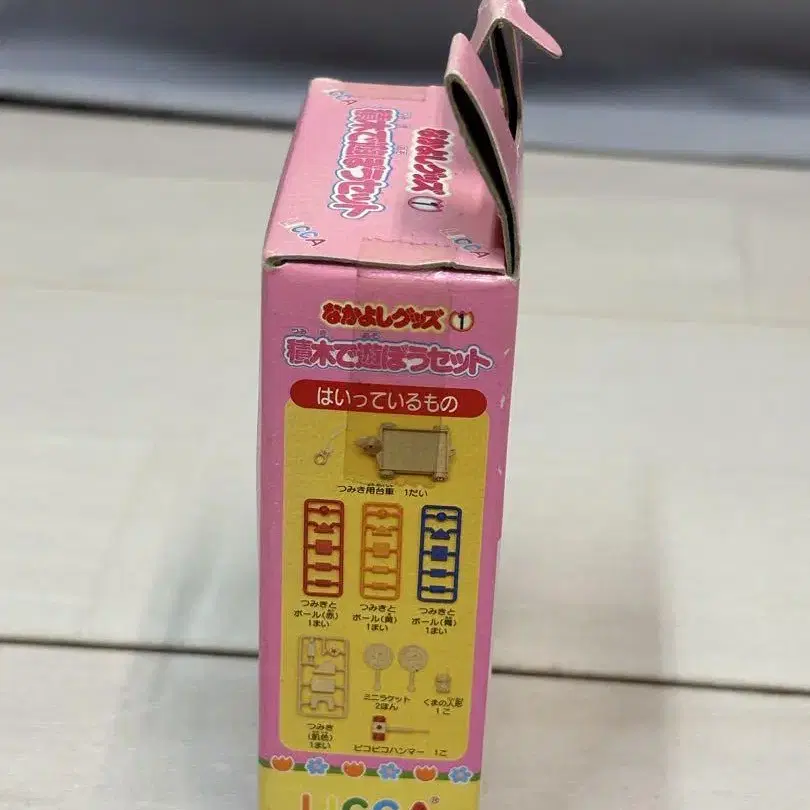 LICCA
なかよしグッズ 1
積木で遊ぼうセット
LICCA
なかよしグッズ 1
積木で遊ぼうセット
はいっているもの
つみき用台車 1だい
つみきと
ボール(赤)
1まい
つみきと
ボール(黄)
1まい
つみきと
ボール(青)
1まい
つみき
(肌色)
1まい
ミニラケット
2ほん
くまの人形
1こ
ピコピコハンマー 1こ
LICCA